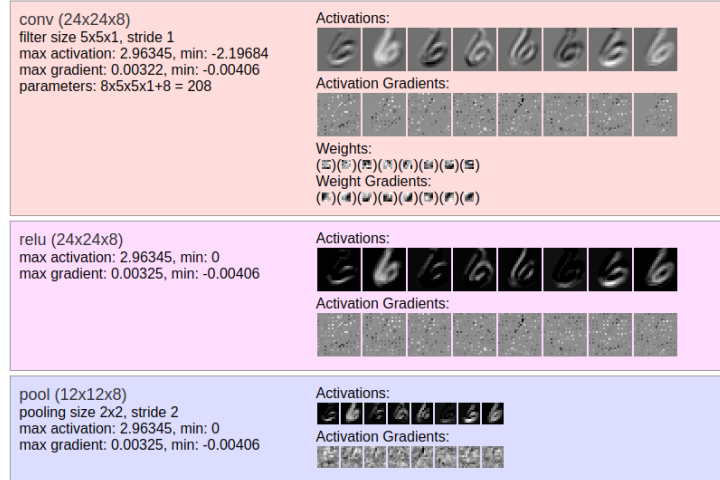 conv (24x24x8)
filter size 5x5x1, stride 1
max activation: 2.96345, min: -2.19684
max gradient: 0.00322, min: -0.00406
parameters: 8x5x5x1+8 = 208
Activations:
Activation Gradients:
Weights:
()()()()()()()()
Weight Gradients:
()()()()()()()()
relu (24x24x8)
max activation: 2.96345, min: 0
max gradient: 0.00325, min: -0.00406
Activations:
Activation Gradients:
pool (12x12x8)
pooling size 2x2, stride 2
max activation: 2.96345, min: 0
max gradient: 0.00325, min: -0.00406
Activations:
Activation Gradients: